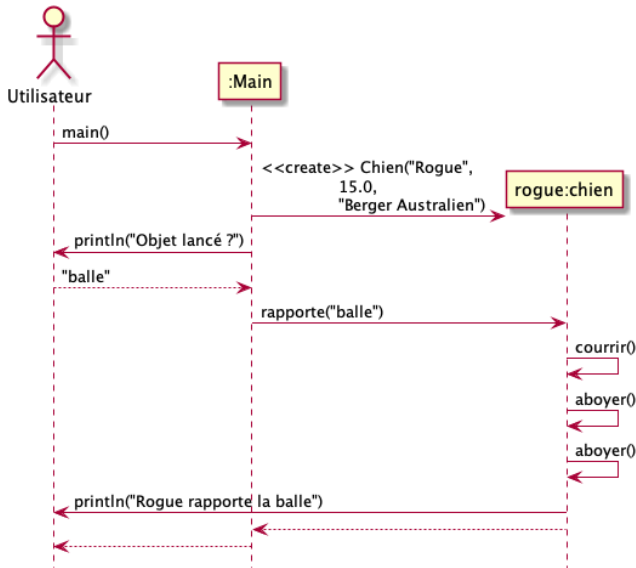 Utilisateur
:Main
main()
<<create>> Chien("Rogue",
15.0,
"Berger Australien")
rogue:chien
println("Objet lancé ?")
"balle"
rapporte("balle")
courrir()
aboyer()
aboyer()
println("Rogue rapporte la balle")